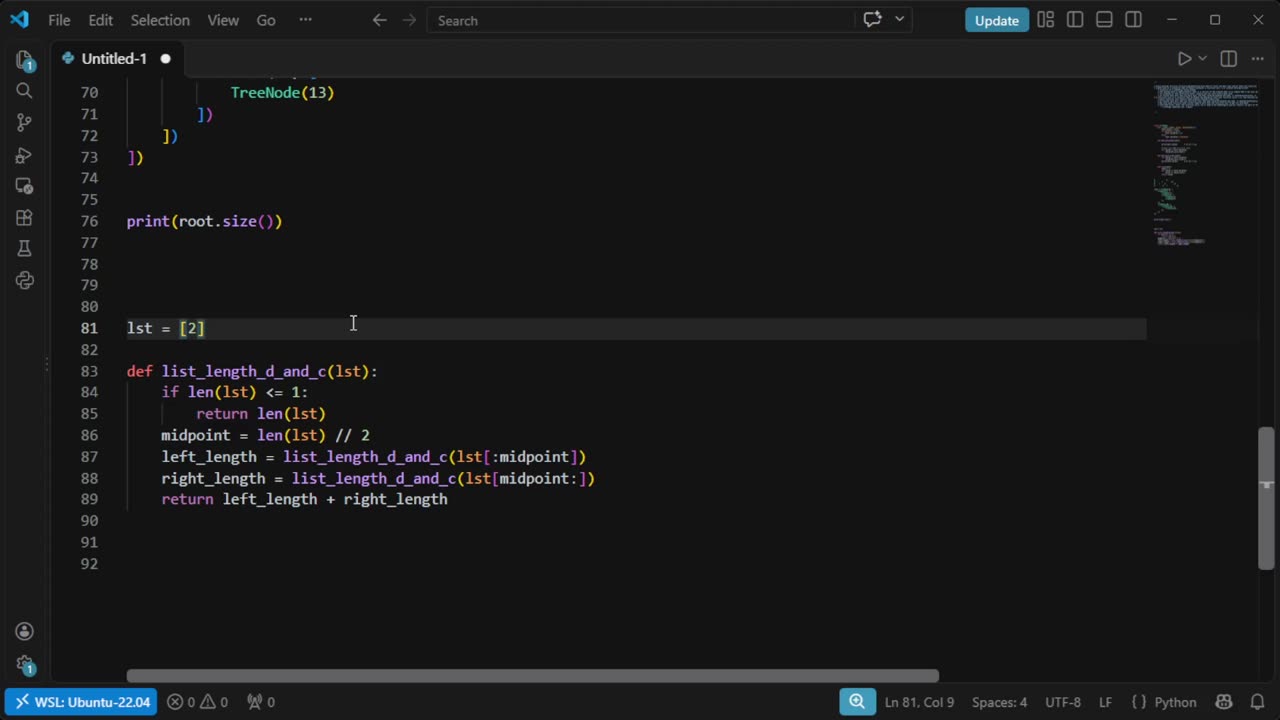 File Edit Selection View Go ··· Search Update
Untitled-1
70 TreeNode(13)
71 ])
72 ])
73 ])
74
75
76 print(root.size())
77
78
79
80
81 lst = [2]
82
83 def list_length_d_and_c(lst):
84 if len(lst) <= 1:
85 return len(lst)
86 midpoint = len(lst) // 2
87 left_length = list_length_d_and_c(lst[:midpoint])
88 right_length = list_length_d_and_c(lst[midpoint:])
89 return left_length + right_length
90
91
92
1
1
WSL: Ubuntu-22.04 0 0 0 Ln 81, Col 9 Spaces: 4 UTF-8 LF { } Python